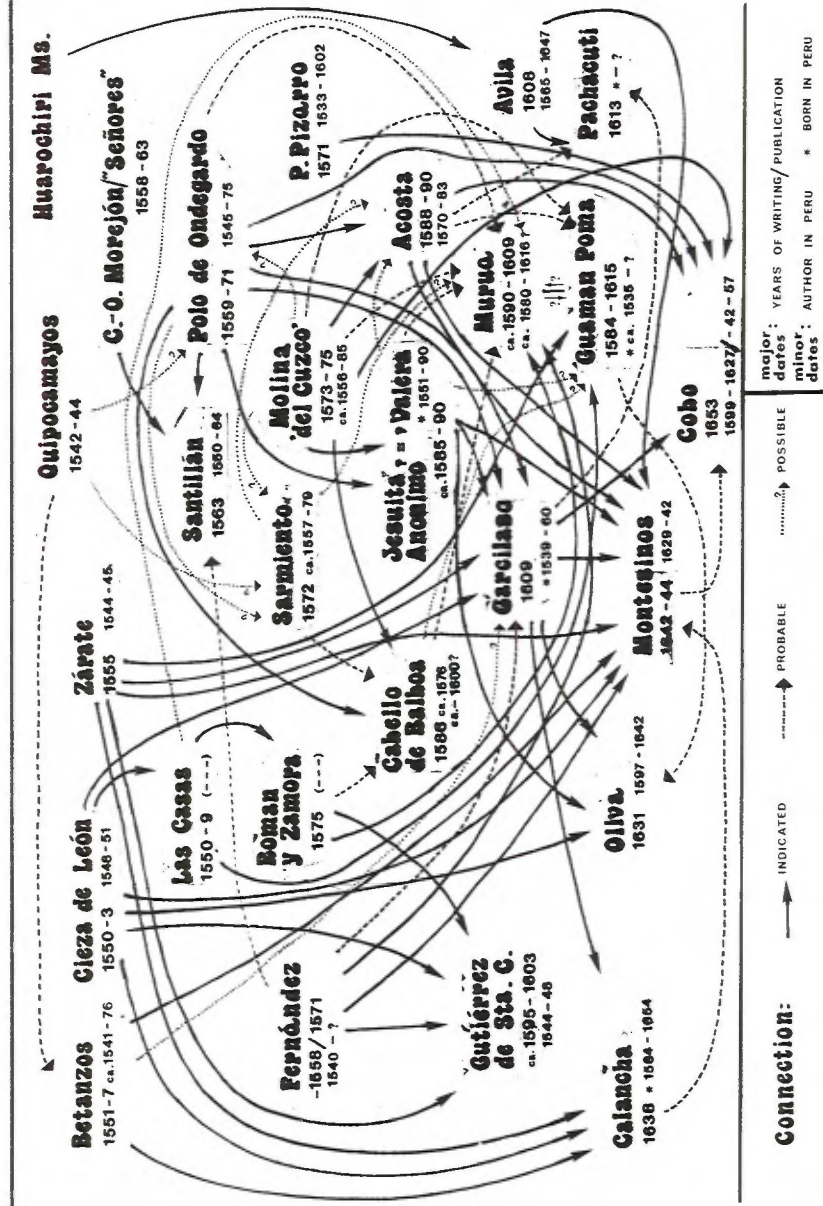 Quipocamayos
1542-44
Huarochiri Ms.
Betanzos
1551-7 ca.1541-76
Cieza de León
1550-3 1548-51
Zárate
1555 1544-45
C.-O. Morejón/"Señores"
1558-63
Las Casas
1550-9 (---)
Santillán
1563 1550-64
Polo de Ondegardo
1559-71 1545-75
Roman
y Zamora
1575 (---)
Sarmiento
1572 ca.1557-79
Molina
'del Cuzco'
1573-75
ca.1556-85
P. Pizarro
1571 1533-1602
Fernández
-1558/1571
1540-?
Cabello
de Balboa
1586 ca.1576
ca.-1600?
Jesuita ? = ? Valera
Anonimo * 1551-90
ca.1585-90
Acosta
1588-90
1570-83
Gutiérrez
de Sta. C.
ca.1595-1603
1544-48
Garcilaso
1609
*1539-60
Murua
ca.1590-1609
ca. 1580-1616?
Avila
1608
1565-1647
Guaman Poma
1584-1615
* ca. 1535-?
Pachacuti
1613 *-?
Calancha
1638 * 1584-1654
Oliva
1631 1597-1642
Montesinos
1642-44 1629-42
Cobo
1653
1599-1627/-42-57
Connection:
INDICATED
PROBABLE
? POSSIBLE
major dates: YEARS OF WRITING/PUBLICATION
minor dates: AUTHOR IN PERU * BORN IN PERU